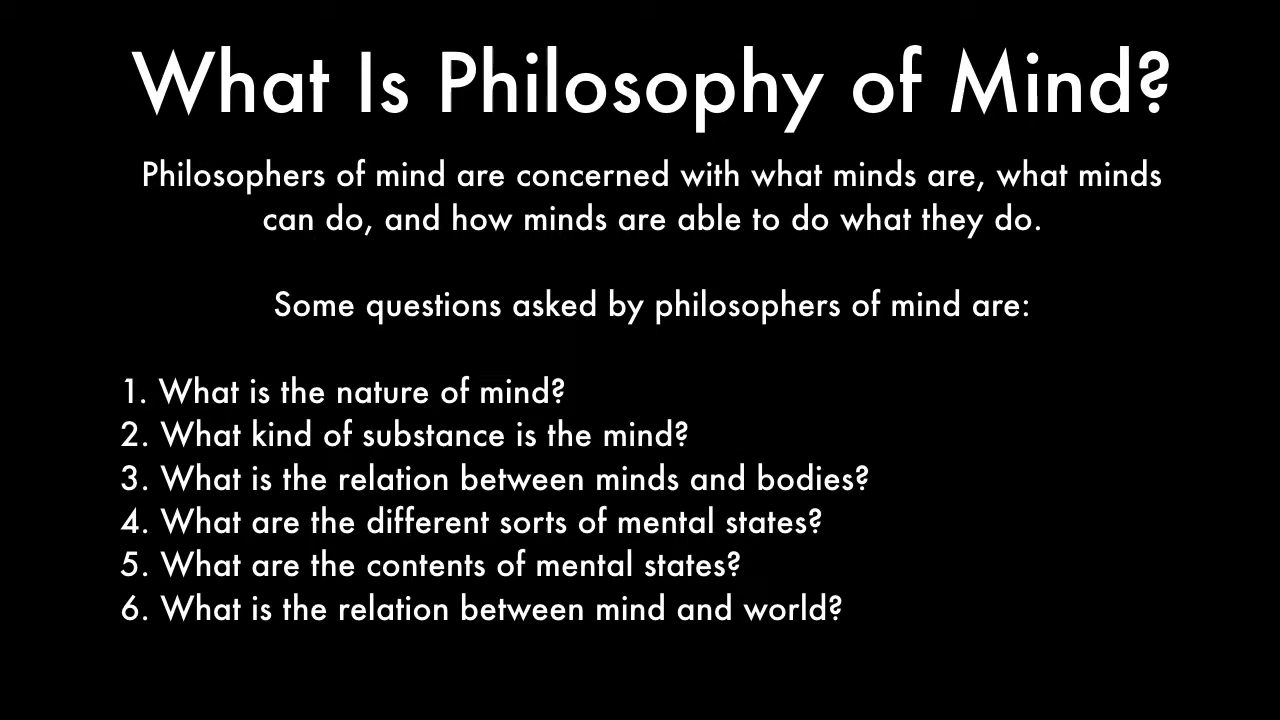 What Is Philosophy of Mind?
Philosophers of mind are concerned with what minds are, what minds
can do, and how minds are able to do what they do.
Some questions asked by philosophers of mind are:
1. What is the nature of mind?
2. What kind of substance is the mind?
3. What is the relation between minds and bodies?
4. What are the different sorts of mental states?
5. What are the contents of mental states?
6. What is the relation between mind and world?